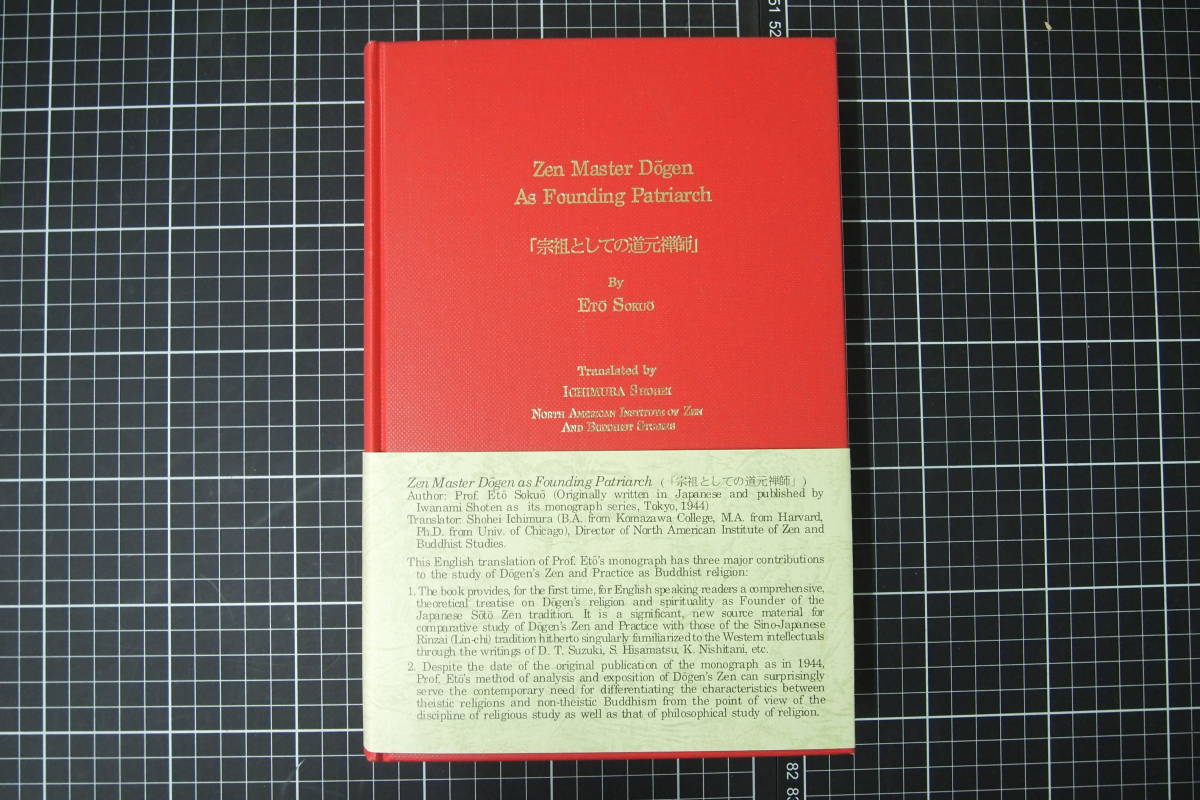 51 52
Zen Master Dōgen
As Founding Patriarch
「宗祖としての道元禅師」
By
ETŌ SOKUŌ
Translated by
ICHIMURA SHOHEI
NORTH AMERICAN INSTITUTE OF ZEN
AND BUDDHIST STUDIES
Zen Master Dōgen as Founding Patriarch (「宗祖としての道元禅師」)
Author: Prof. Etō Sokuō (Originally written in Japanese and published by
Iwanami Shoten as its monograph series, Tokyo, 1944)
Translator: Shohei Ichimura (B.A. from Komazawa College, M.A. from Harvard,
Ph.D. from Univ. of Chicago), Director of North American Institute of Zen and
Buddhist Studies.
This English translation of Prof. Etō's monograph has three major contributions
to the study of Dōgen's Zen and Practice as Buddhist religion:
1. The book provides, for the first time, for English speaking readers a comprehensive,
theoretical treatise on Dōgen's religion and spirituality as Founder of the
Japanese Sōtō Zen tradition. It is a significant, new source material for
comparative study of Dōgen's Zen and Practice with those of the Sino-Japanese
Rinzai (Lin-chi) tradition hitherto singularly fumiliarized to the Western intellectuals
through the writings of D. T. Suzuki, S. Hisamatsu, K. Nishitani, etc.
2. Despite the date of the original publication of the monograph as in 1944,
Prof. Etō's method of analysis and exposition of Dōgen's Zen can surprisingly
serve the contemporary need for differentiating the characteristics between
theistic religions and non-theistic Buddhism from the point of view of the
discipline of religious study as well as that of philosophical study of religion.
82 83